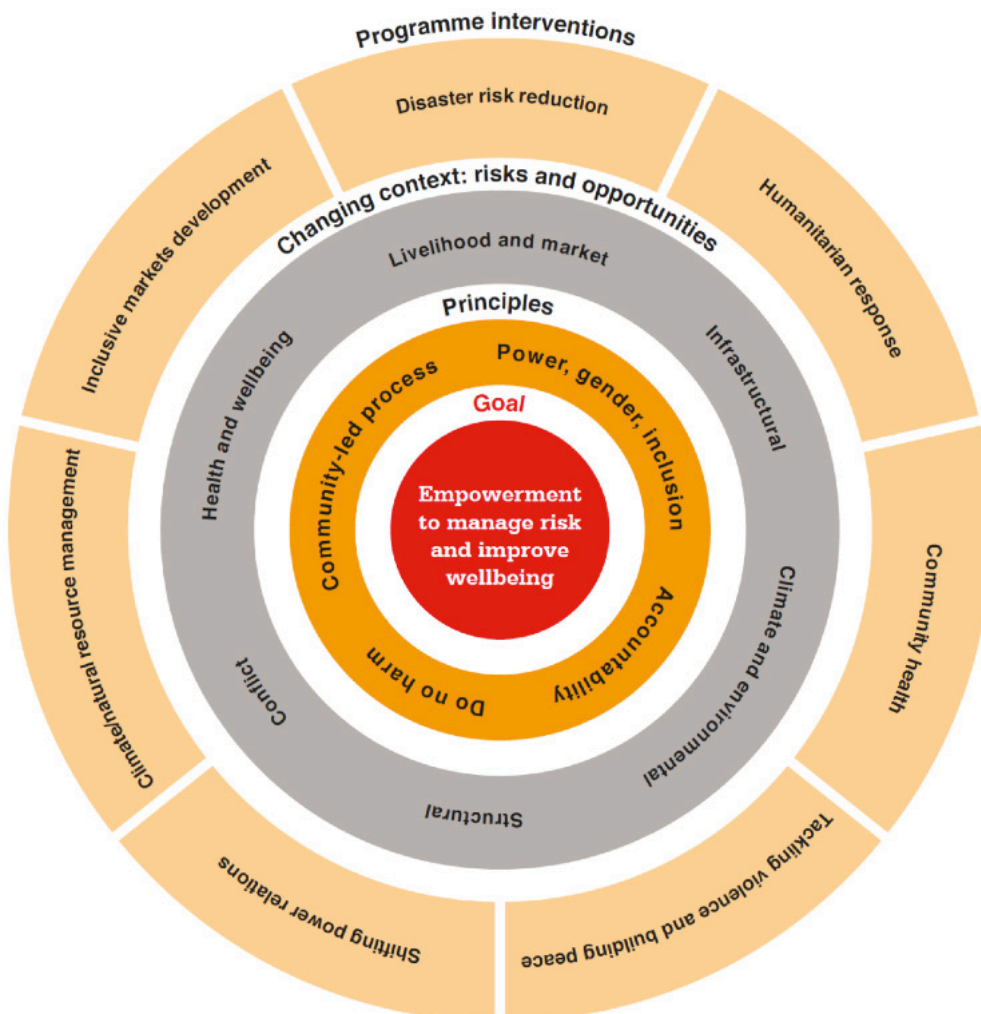 Programme interventions
Disaster risk reduction
Humanitarian response
Community health
Tackling violence and building peace
Shifting power relations
Climate/natural resource management
Inclusive markets development
Changing context: risks and opportunities
Livelihood and market
Infrastructural
Climate and environmental
Structural
Conflict
Health and wellbeing
Principles
Power, gender, inclusion
Accountability
Do no harm
Community-led process
Goal
Empowerment
to manage risk
and improve
wellbeing